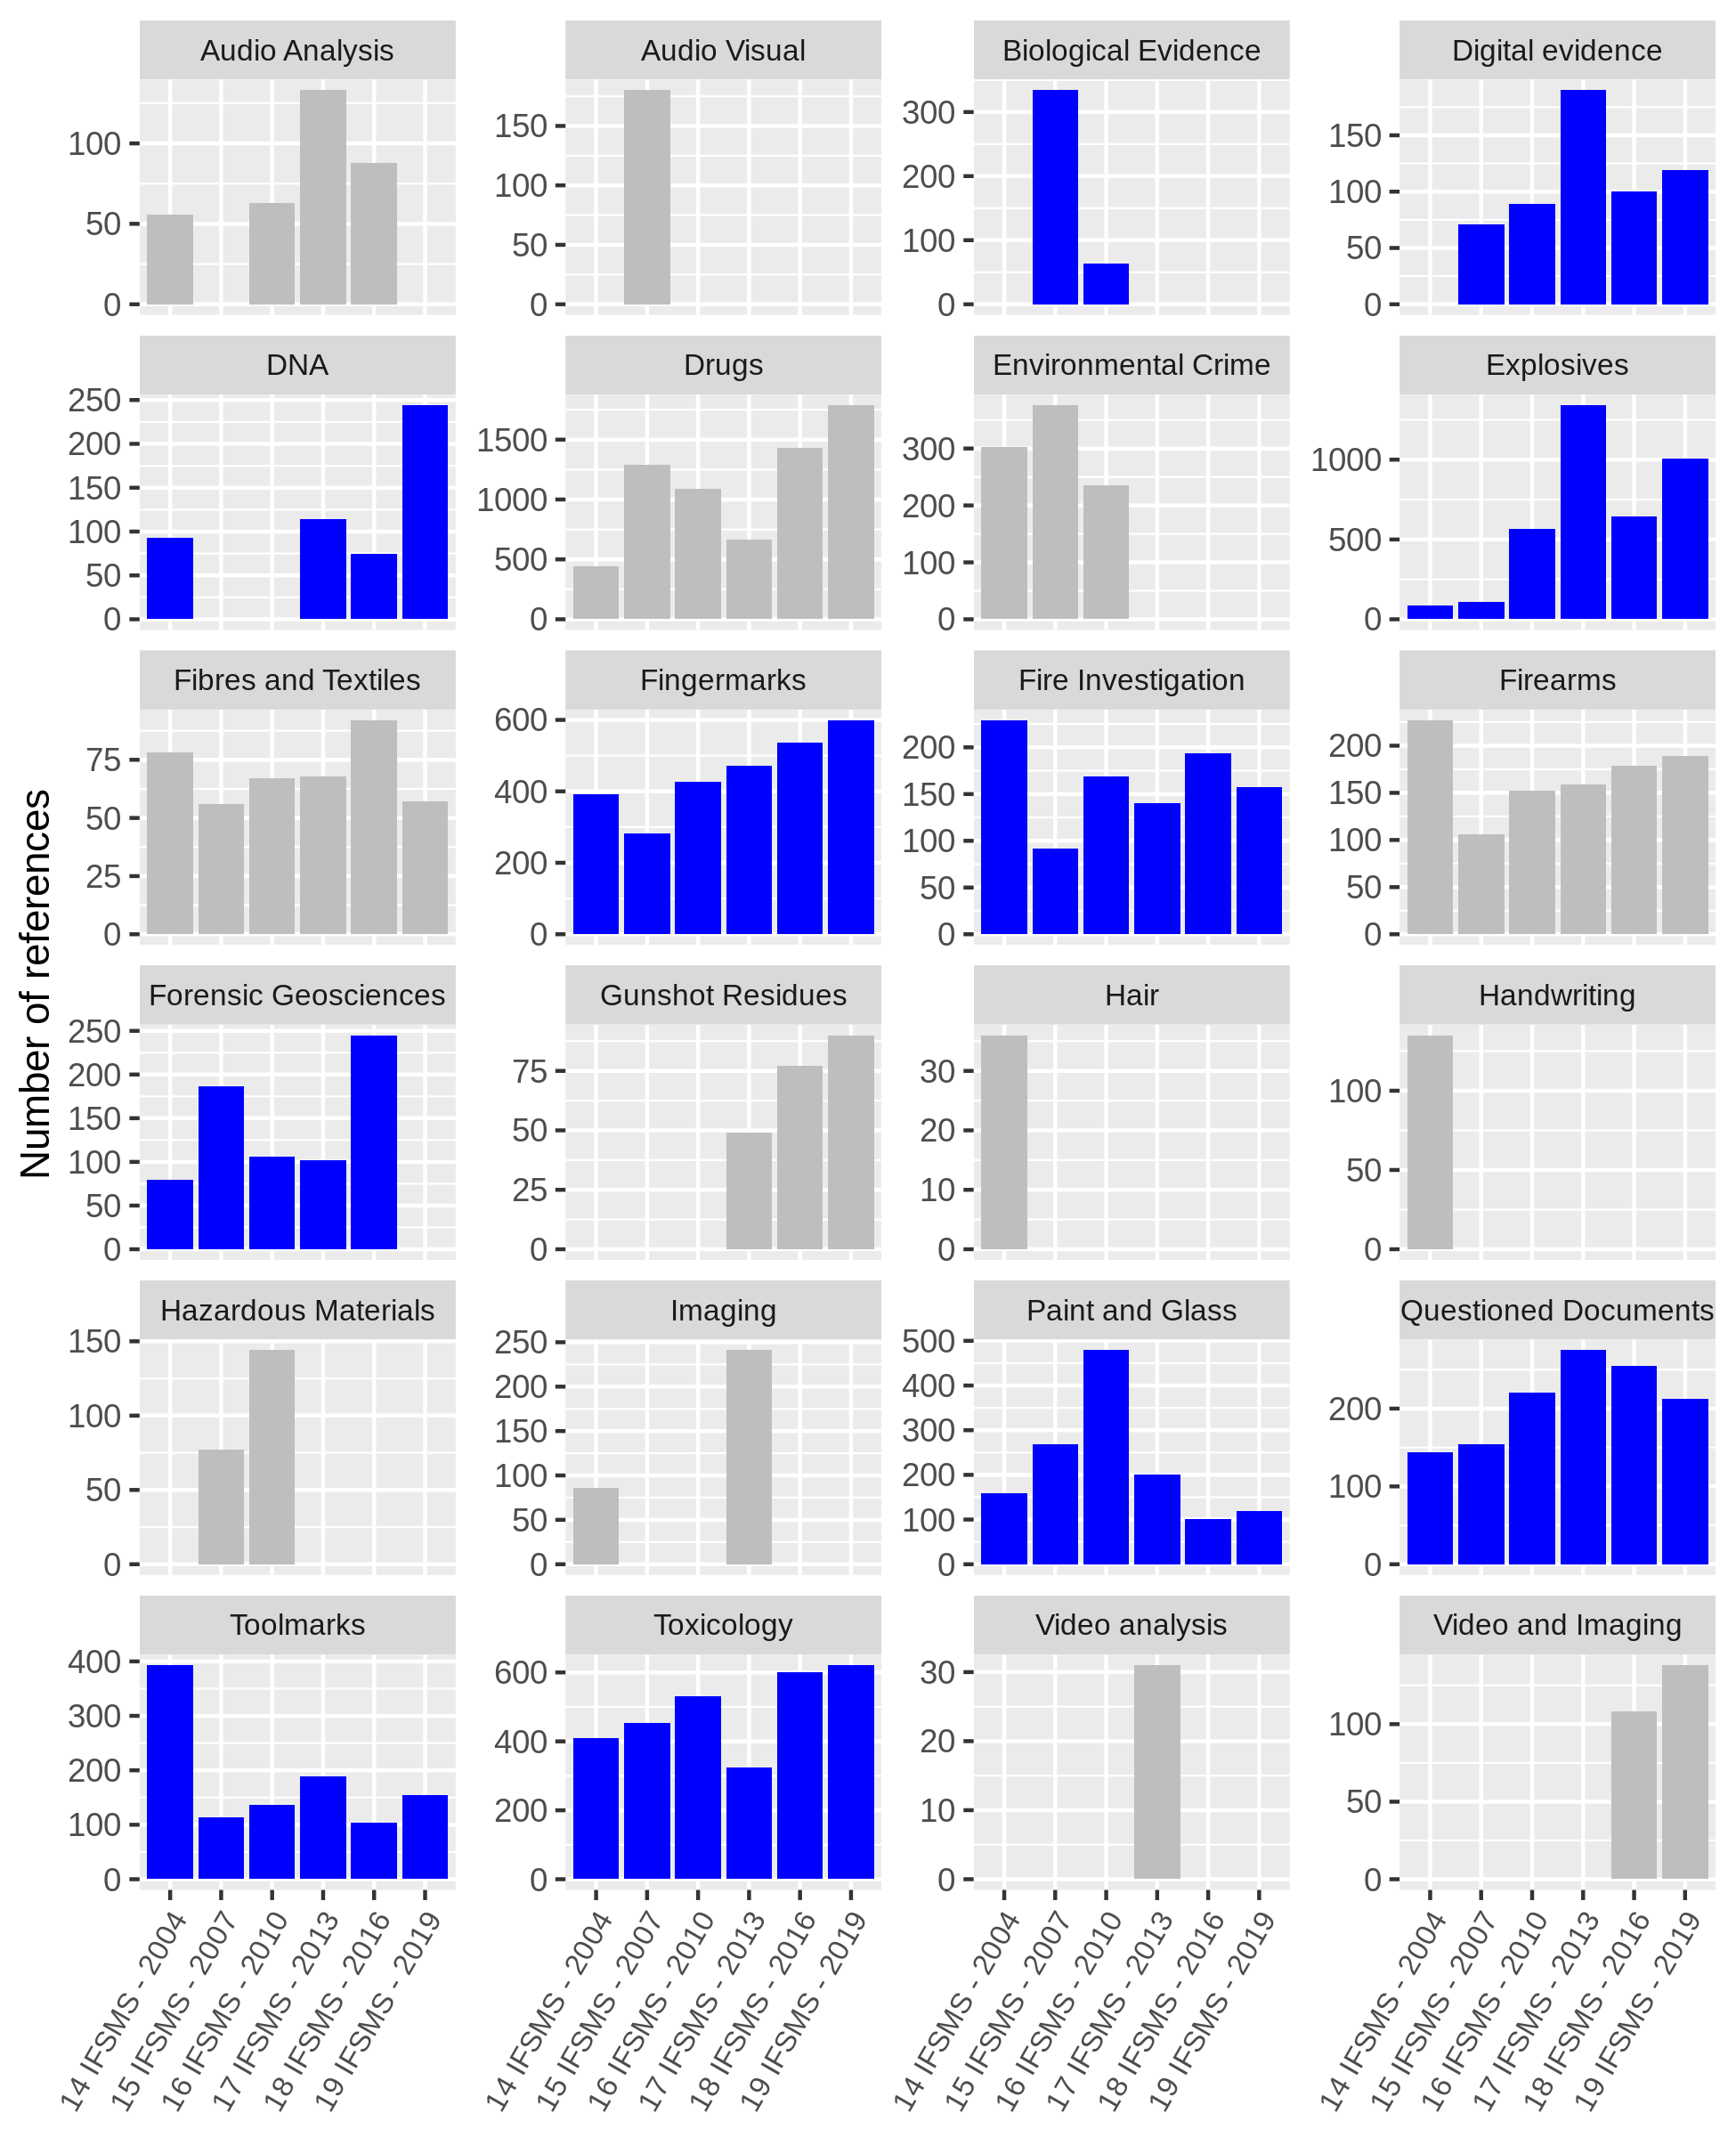 Audio Analysis
Audio Visual
Biological Evidence
Digital evidence
0 50 100
0 50 100 150
0 100 200 300
0 50 100 150
DNA
Drugs
Environmental Crime
Explosives
0 50 100 150 200 250
0 500 1000 1500
0 100 200 300
0 500 1000
Fibres and Textiles
Fingermarks
Fire Investigation
Firearms
0 25 50 75
0 200 400 600
0 50 100 150 200
0 50 100 150 200
Forensic Geosciences
Gunshot Residues
Hair
Handwriting
0 50 100 150 200 250
0 25 50 75
0 10 20 30
0 50 100
Hazardous Materials
Imaging
Paint and Glass
Questioned Documents
0 50 100 150
0 50 100 150 200 250
0 100 200 300 400 500
0 100 200
Toolmarks
Toxicology
Video analysis
Video and Imaging
0 100 200 300 400
0 200 400 600
0 10 20 30
0 50 100
14 IFSMS - 2004
15 IFSMS - 2007
16 IFSMS - 2010
17 IFSMS - 2013
18 IFSMS - 2016
19 IFSMS - 2019
14 IFSMS - 2004
15 IFSMS - 2007
16 IFSMS - 2010
17 IFSMS - 2013
18 IFSMS - 2016
19 IFSMS - 2019
14 IFSMS - 2004
15 IFSMS - 2007
16 IFSMS - 2010
17 IFSMS - 2013
18 IFSMS - 2016
19 IFSMS - 2019
14 IFSMS - 2004
15 IFSMS - 2007
16 IFSMS - 2010
17 IFSMS - 2013
18 IFSMS - 2016
19 IFSMS - 2019
Number of references